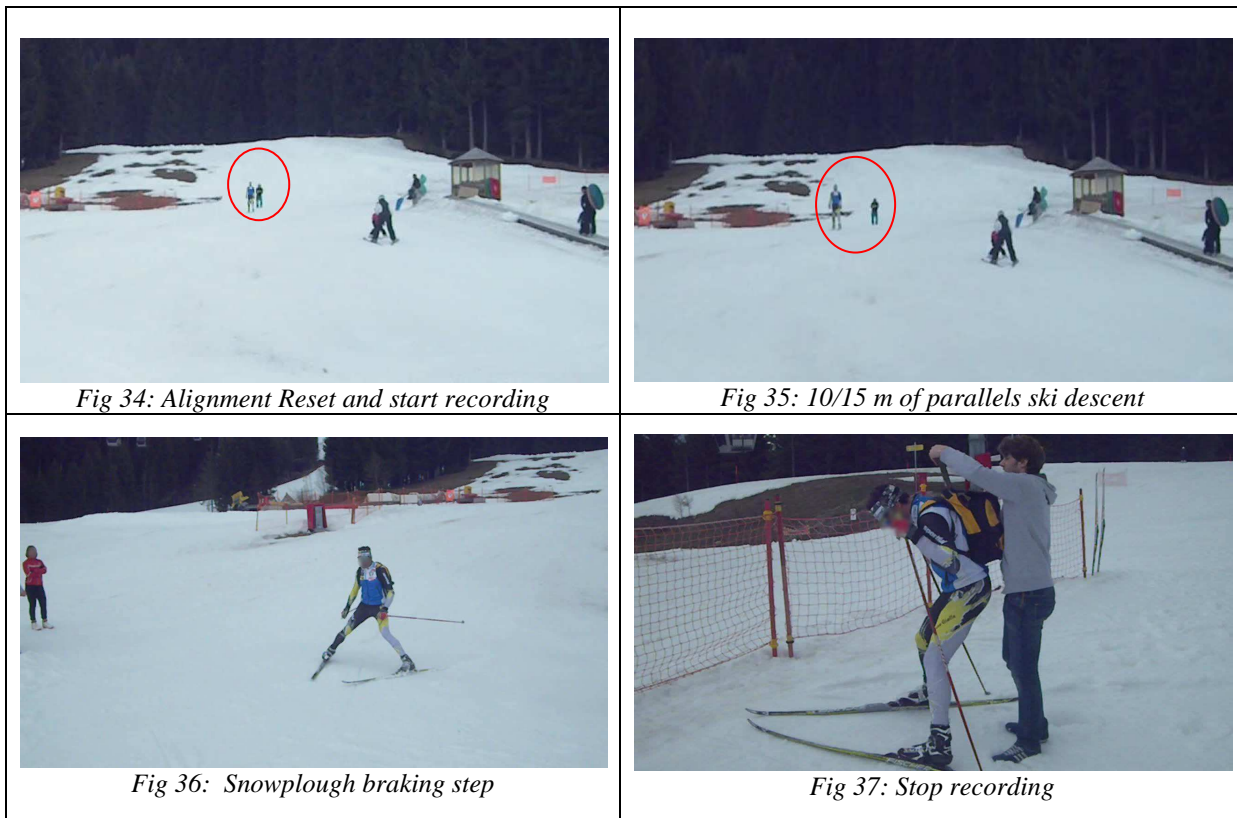 Fig 34: Alignment Reset and start recording
Fig 35: 10/15 m of parallels ski descent
Fig 36: Snowplough braking step
Fig 37: Stop recording